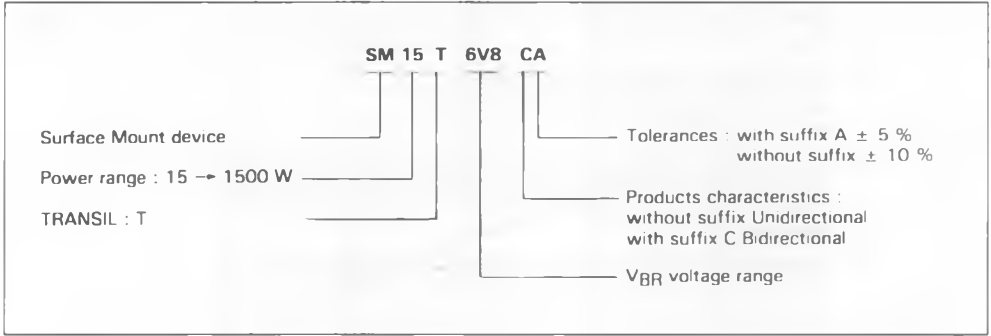 SM 15 T 6V8 CA
Surface Mount device
Power range : 15 → 1500 W
TRANSIL : T
Tolerances : with suffix A ± 5 %
without suffix ± 10 %
Products characteristics :
without suffix Unidirectional
with suffix C Bidirectional
VBR voltage range